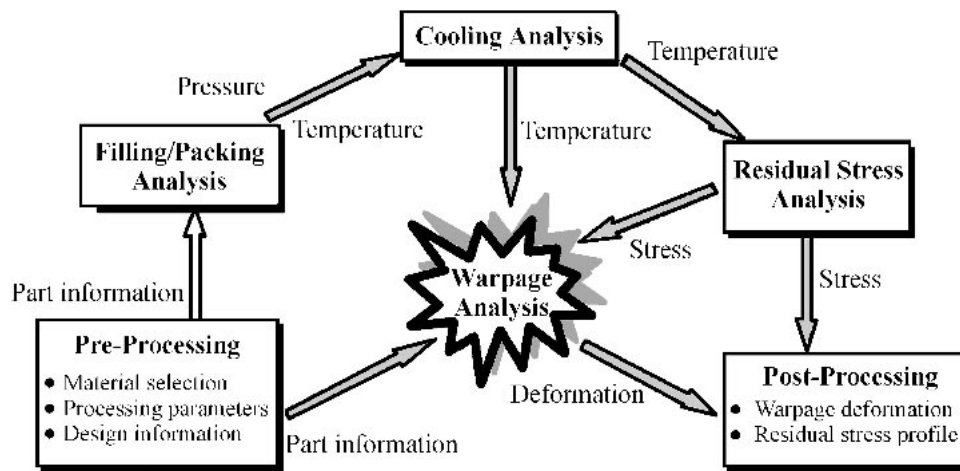 Cooling Analysis
Temperature
Pressure
Temperature
Temperature
Filling/Packing
Analysis
Residual Stress
Analysis
Stress
Warpage
Analysis
Stress
Part information
Pre-Processing
● Material selection
● Processing parameters
● Design information
Part information
Deformation
Post-Processing
● Warpage deformation
● Residual stress profile